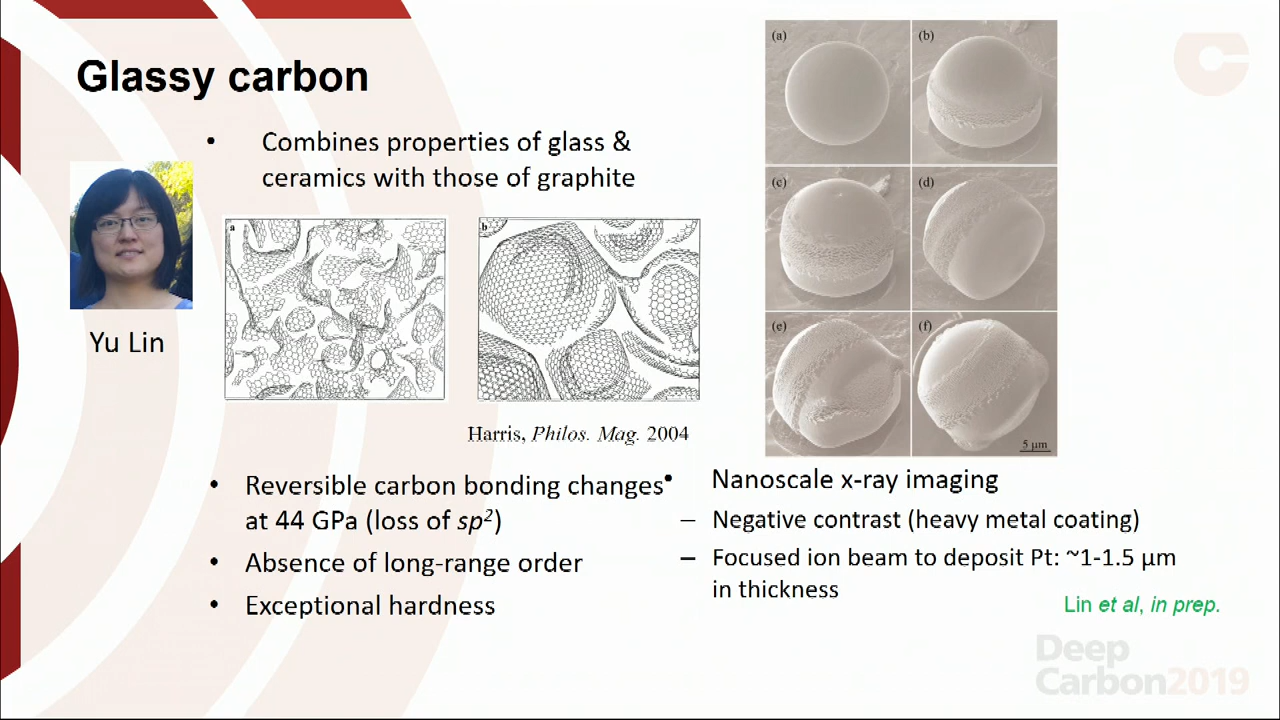 Glassy carbon
• Combines properties of glass &
ceramics with those of graphite
Yu Lin
a
b
Harris, Philos. Mag. 2004
• Reversible carbon bonding changes
at 44 GPa (loss of sp²)
• Absence of long-range order
• Exceptional hardness
(a)
(b)
(c)
(d)
(e)
(f)
5 μm
• Nanoscale x-ray imaging
– Negative contrast (heavy metal coating)
– Focused ion beam to deposit Pt: ~1-1.5 μm
in thickness
Lin et al, in prep.
Deep
Carbon2019